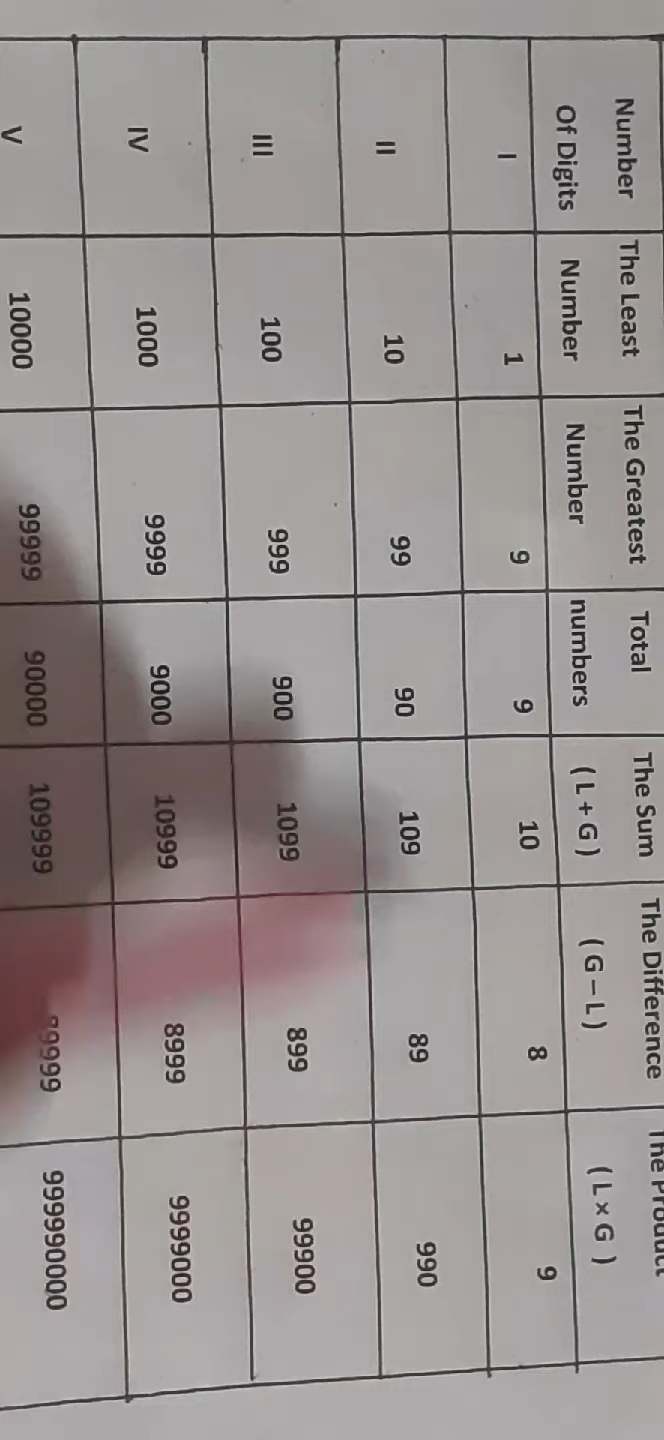 Number Of Digits | The Least Number | The Greatest Number | Total numbers | The Sum ( L + G ) | The Difference ( G – L ) | The Product ( L × G )
I | 1 | 9 | 9 | 10 | 8 | 9
II | 10 | 99 | 90 | 109 | 89 | 990
III | 100 | 999 | 900 | 1099 | 899 | 99900
IV | 1000 | 9999 | 9000 | 10999 | 8999 | 9999000
V | 10000 | 99999 | 90000 | 109999 | | 999990000